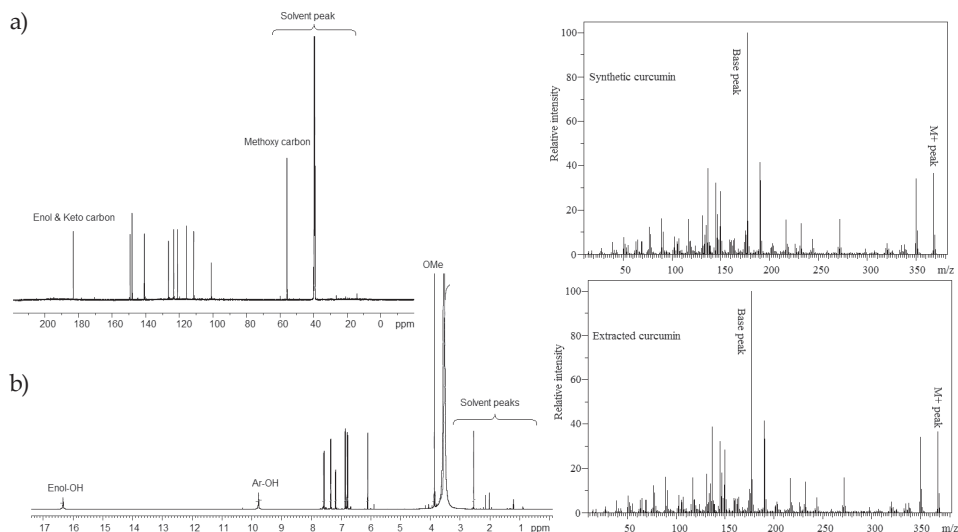 a)
Solvent peak
Methoxy carbon
Enol & Keto carbon
220 200 180 160 140 120 100 80 60 40 20 0 ppm
b)
OMe
Solvent peaks
Enol-OH
Ar-OH
17 16 15 14 13 12 11 10 9 8 7 6 5 4 3 2 1 ppm
Relative intensity
100
80
60
40
20
0
Synthetic curcumin
Base peak
M+ peak
50 100 150 200 250 300 350 m/z
Relative intensity
100
80
60
40
20
0
Extracted curcumin
Base peak
M+ peak
50 100 150 200 250 300 350 m/z